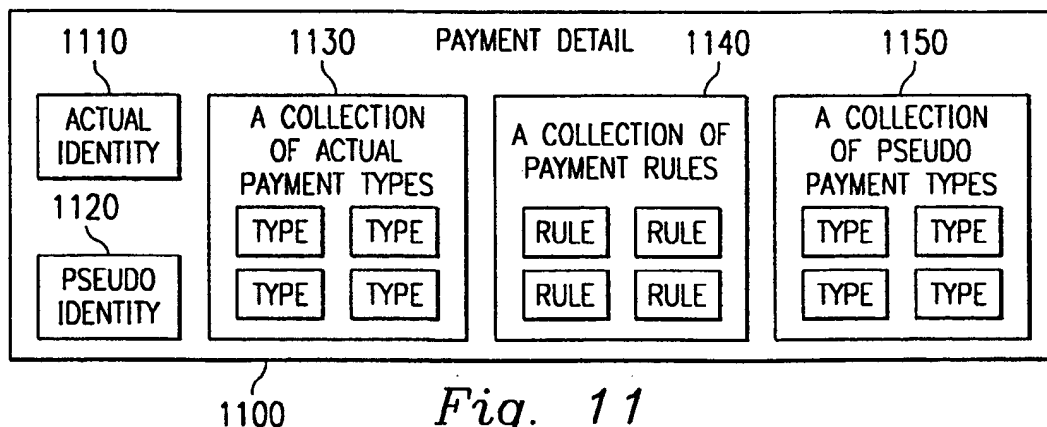 1110 1130 PAYMENT DETAIL 1140 1150
ACTUAL
IDENTITY
1120
PSEUDO
IDENTITY
A COLLECTION
OF ACTUAL
PAYMENT TYPES
TYPE TYPE
TYPE TYPE
A COLLECTION OF
PAYMENT RULES
RULE RULE
RULE RULE
A COLLECTION
OF PSEUDO
PAYMENT TYPES
TYPE TYPE
TYPE TYPE
1100
Fig. 11